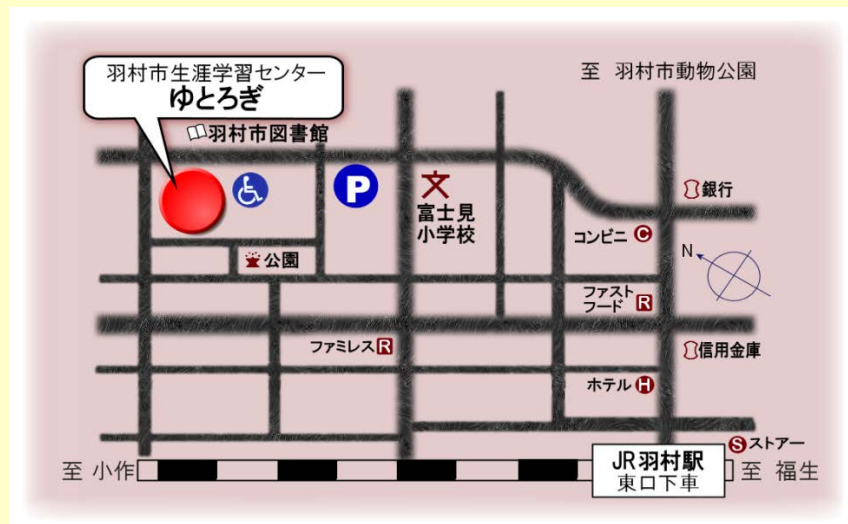 羽村市生涯学習センター
ゆとろぎ
至 羽村市動物公園
羽村市図書館
P
文
富士見
小学校
銀行
コンビニ C
N
公園
ファスト
フード R
ファミレス R
信用金庫
ホテル H
S ストアー
至 小作
JR羽村駅
東口下車
至 福生